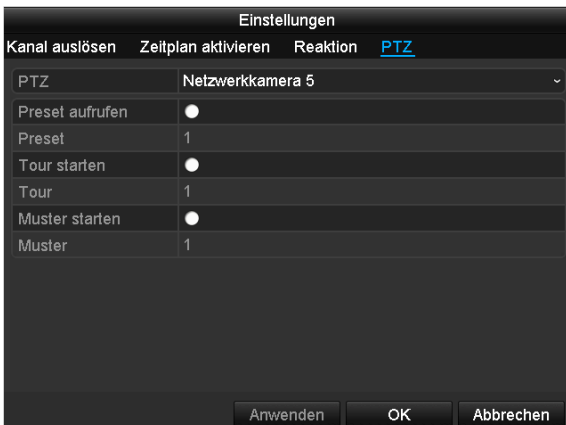 Einstellungen
Kanal auslösen Zeitplan aktivieren Reaktion PTZ
PTZ Netzwerkkamera 5
Preset aufrufen
Preset 1
Tour starten
Tour 1
Muster starten
Muster 1
Anwenden OK Abbrechen